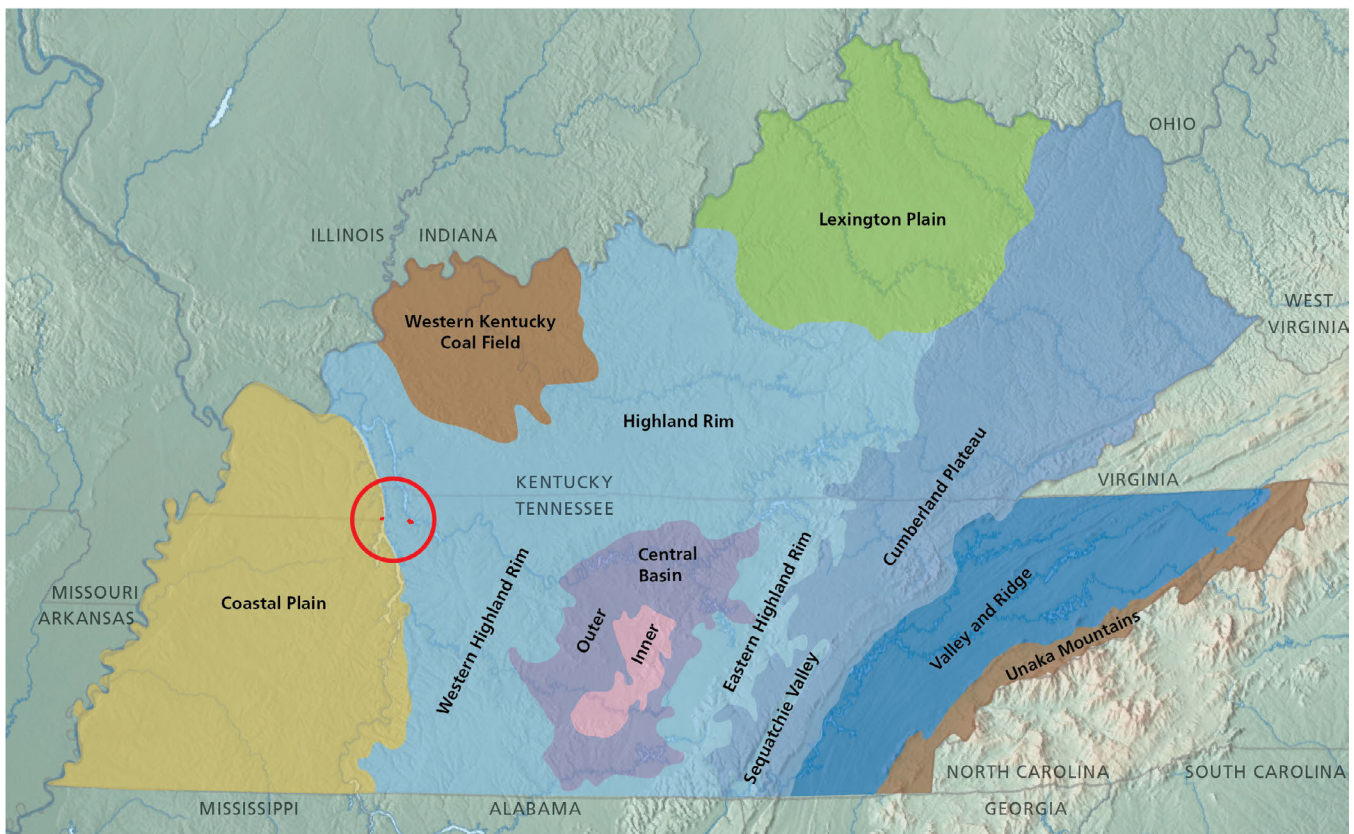 OHIO
Lexington Plain
ILLINOIS
INDIANA
WEST
VIRGINIA
Western Kentucky
Coal Field
Highland Rim
KENTUCKY
TENNESSEE
Cumberland Plateau
VIRGINIA
Central
Basin
Eastern Highland Rim
MISSOURI
ARKANSAS
Coastal Plain
Western Highland Rim
Outer
Inner
Valley and Ridge
Unaka Mountains
Sequatchie Valley
NORTH CAROLINA
SOUTH CAROLINA
MISSISSIPPI
ALABAMA
GEORGIA